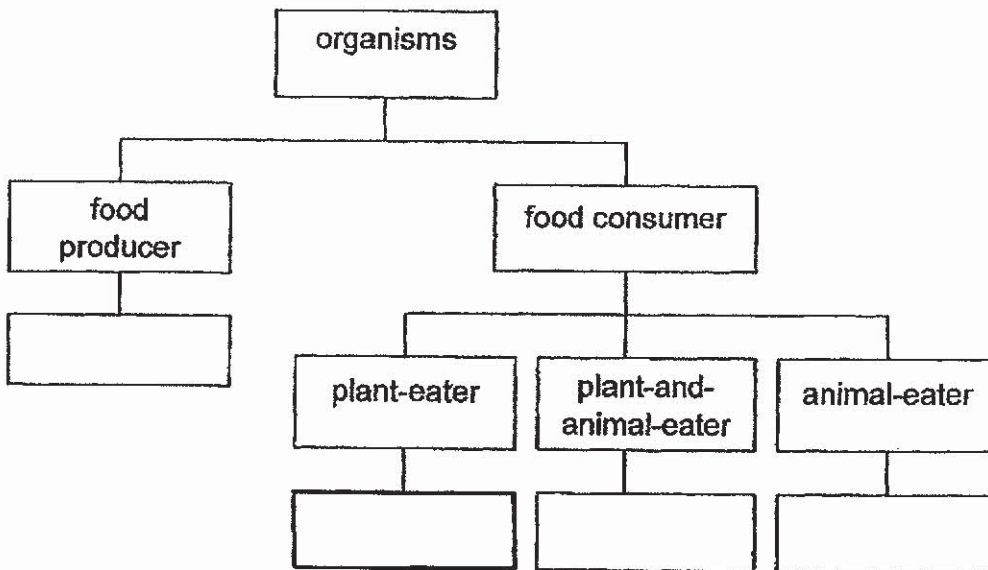 organisms
food
producer
food consumer
plant-eater
plant-and-
animal-eater
animal-eater